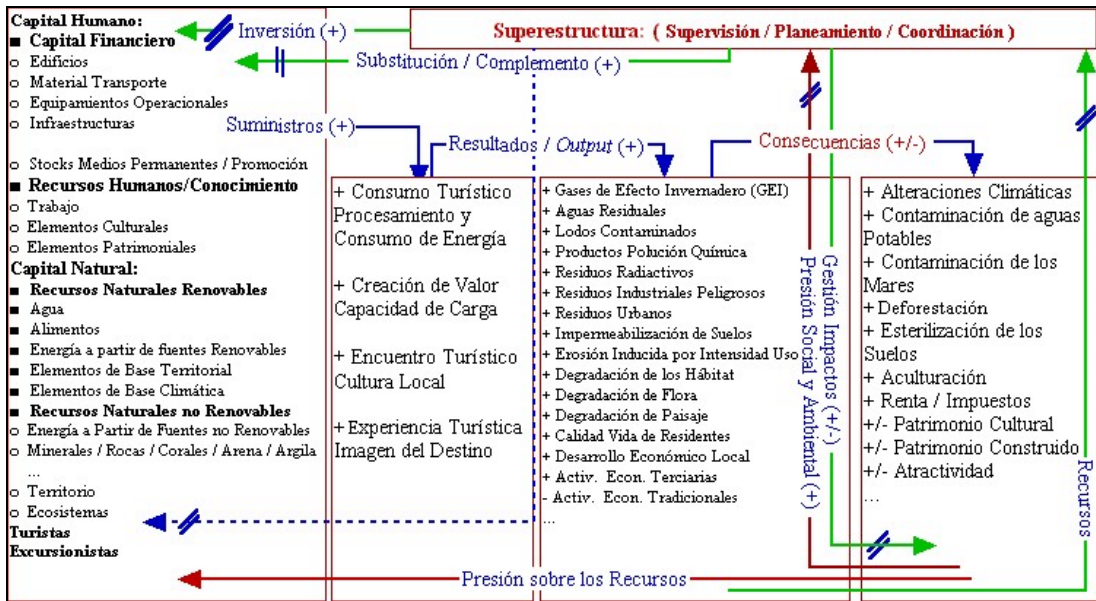 Capital Humano:
■ Capital Financiero
o Edificios
o Material Transporte
o Equipamientos Operacionales
o Infraestructuras
o Stocks Medios Permanentes / Promoción
■ Recursos Humanos/Conocimiento
o Trabajo
o Elementos Culturales
o Elementos Patrimoniales
Capital Natural:
■ Recursos Naturales Renovables
■ Agua
■ Alimentos
■ Energía a partir de fuentes Renovables
■ Elementos de Base Territorial
■ Elementos de Base Climática
■ Recursos Naturales no Renovables
o Energía a Partir de Fuentes no Renovables
o Minerales / Rocas / Corales / Arena / Argila
...
o Territorio
o Ecosistemas
Turistas
Excursionistas
Inversión (+)
Superestructura: ( Supervisión / Planeamiento / Coordinación )
Substitución / Complemento (+)
Suministros (+)
Resultados / Output (+)
Consecuencias (+/-)
+ Consumo Turístico
Procesamiento y
Consumo de Energía
+ Creación de Valor
Capacidad de Carga
+ Encuentro Turístico
Cultura Local
+Experiencia Turística
Imagen del Destino
+ Gases de Efecto Invernadero (GEI)
+ Aguas Residuales
+ Lodos Contaminados
+ Productos Polución Química
+ Residuos Radiactivos
+ Residuos Industriales Peligrosos
+ Residuos Urbanos
+ Impermeabilización de Suelos
+ Erosión Inducida por Intensidad Uso
+ Degradación de los Hábitat
+ Degradación de Flora
+ Degradación de Paisaje
+ Calidad Vida de Residentes
+ Desarrollo Económico Local
+ Activ. Econ. Terciarias
- Activ. Econ. Tradicionales
...
Presión Social y Ambiental (+)
Gestión Impactos (+/-)
+ Alteraciones Climáticas
+ Contaminación de aguas
Potables
+ Contaminación de los
Mares
+Deforestación
+ Esterilización de los
Suelos
+ Aculturación
+ Renta / Impuestos
+/- Patrimonio Cultural
+/- Patrimonio Construido
+/- Atractividad
...
Recursos
Presión sobre los Recursos